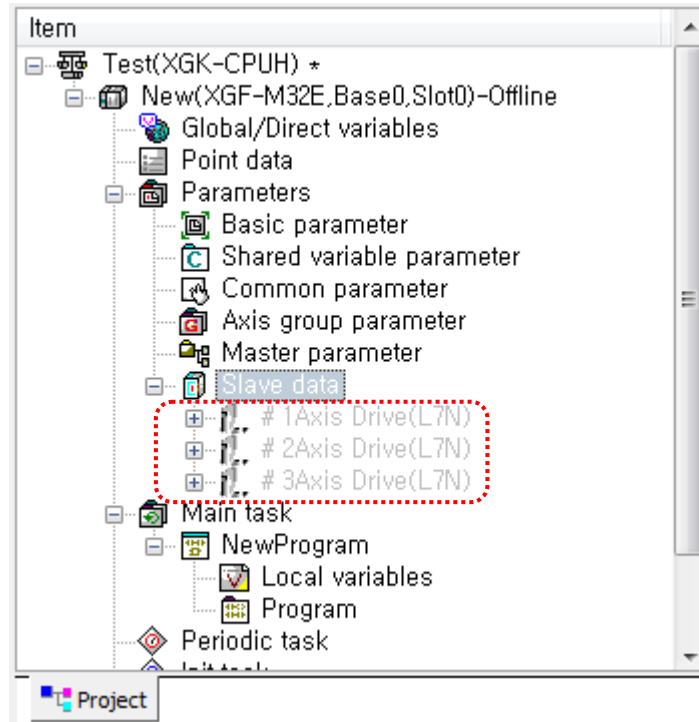 Item
Test(XGK-CPUH) *
New(XGF-M32E,Base0,Slot0)-Offline
Global/Direct variables
Point data
Parameters
Basic parameter
Shared variable parameter
Common parameter
Axis group parameter
Master parameter
Slave data
# 1Axis Drive(L7N)
# 2Axis Drive(L7N)
# 3Axis Drive(L7N)
Main task
NewProgram
Local variables
Program
Periodic task
Project